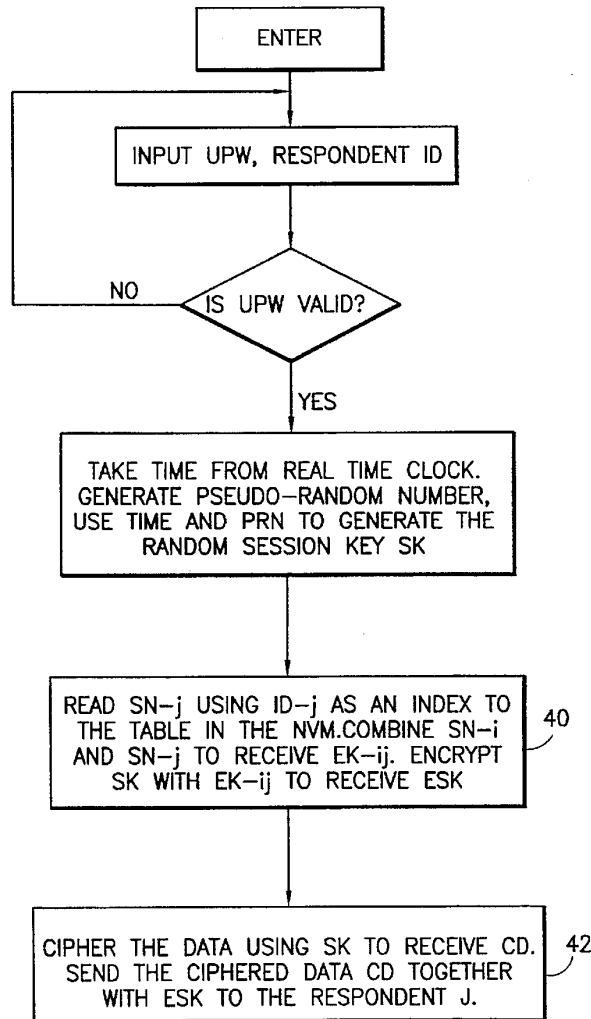 ENTER
INPUT UPW, RESPONDENT ID
IS UPW VALID?
NO
YES
TAKE TIME FROM REAL TIME CLOCK.
GENERATE PSEUDO-RANDOM NUMBER,
USE TIME AND PRN TO GENERATE THE
RANDOM SESSION KEY SK
READ SN-j USING ID-j AS AN INDEX TO
THE TABLE IN THE NVM.COMBINE SN-i
AND SN-j TO RECEIVE EK-ij. ENCRYPT
SK WITH EK-ij TO RECEIVE ESK
40
CIPHER THE DATA USING SK TO RECEIVE CD.
SEND THE CIPHERED DATA CD TOGETHER
WITH ESK TO THE RESPONDENT J.
42